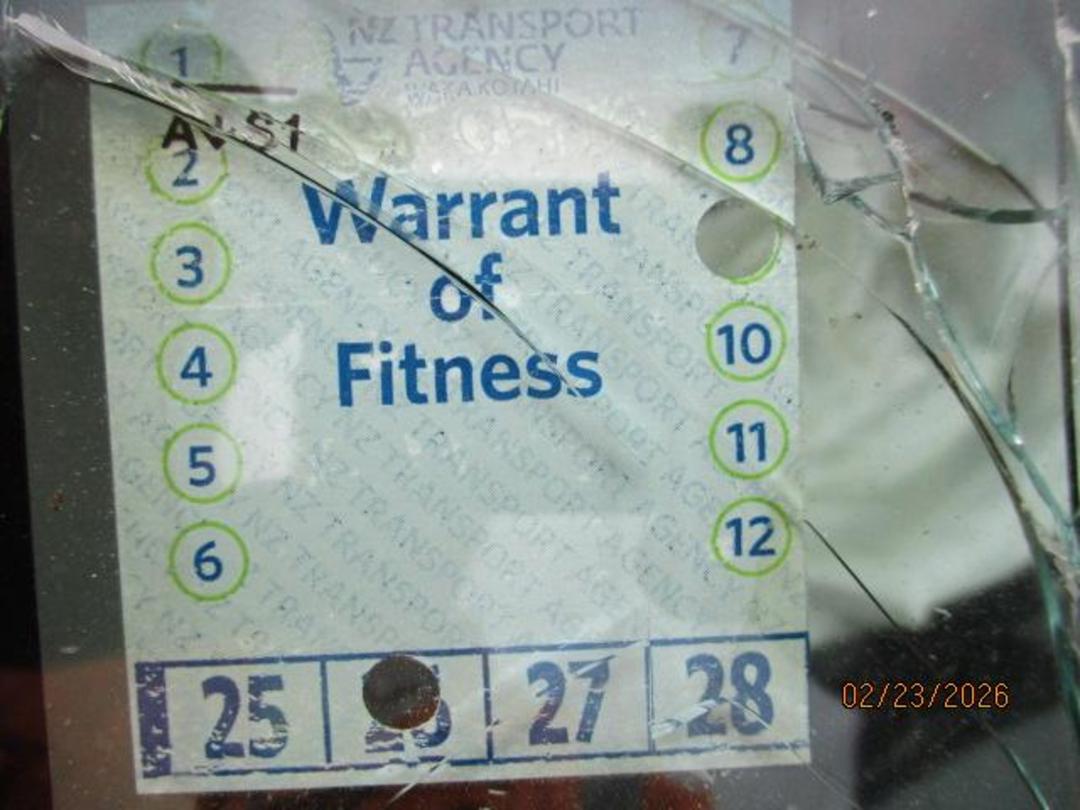 NZ TRANSPORT
AGENCY
WAKA KOTAHI
1
7
AVS1
2
8
Warrant
of
Fitness
3
4
10
5
11
6
12
25
27
28
02/23/2026